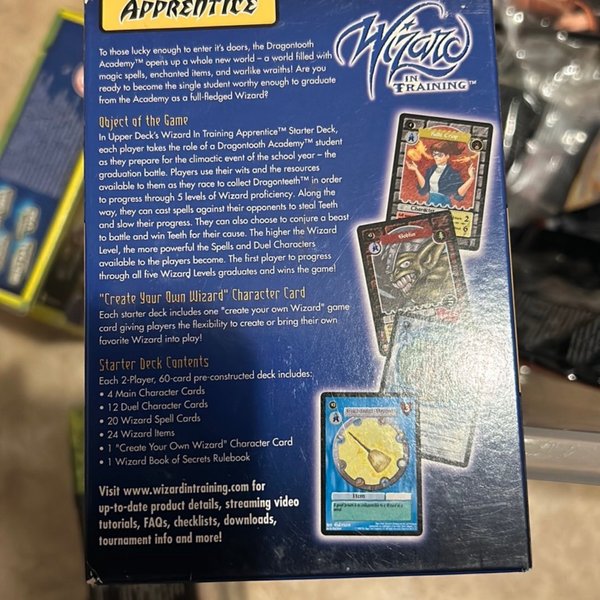 APPRENTICE
Wizard
IN
TRAINING™
To those lucky enough to enter it's doors, the Dragontooth
Academy™ opens up a whole new world – a world filled with
magic spells, enchanted items, and warlike wraiths! Are you
ready to become the single student worthy enough to graduate
from the Academy as a full-fledged Wizard?
Object of the Game
In Upper Deck's Wizard In Training Apprentice™ Starter Deck,
each player takes the role of a Dragontooth Academy™ student
as they prepare for the climactic event of the school year – the
graduation battle. Players use their wits and the resources
available to them as they race to collect Dragonteeth™ in order
to progress through 5 levels of Wizard proficiency. Along the
way, they can cast spells against their opponents to steal Teeth
and slow their progress. They can also choose to conjure a beast
to battle and win Teeth for their cause. The higher the Wizard
Level, the more powerful the Spells and Duel Characters
available to the players become. The first player to progress
through all five Wizard Levels graduates and wins the game!
"Create Your Own Wizard" Character Card
Each starter deck includes one "create your own Wizard" game
card giving players the flexibility to create or bring their own
favorite Wizard into play!
Starter Deck Contents
Each 2-Player, 60-card pre-constructed deck includes:
• 4 Main Character Cards
• 12 Duel Character Cards
• 20 Wizard Spell Cards
• 24 Wizard Items
• 1 "Create Your Own Wizard" Character Card
• 1 Wizard Book of Secrets Rulebook
Visit www.wizardintraining.com for
up-to-date product details, streaming video
tutorials, FAQs, checklists, downloads,
tournament info and more!
Character
Goblin
Item